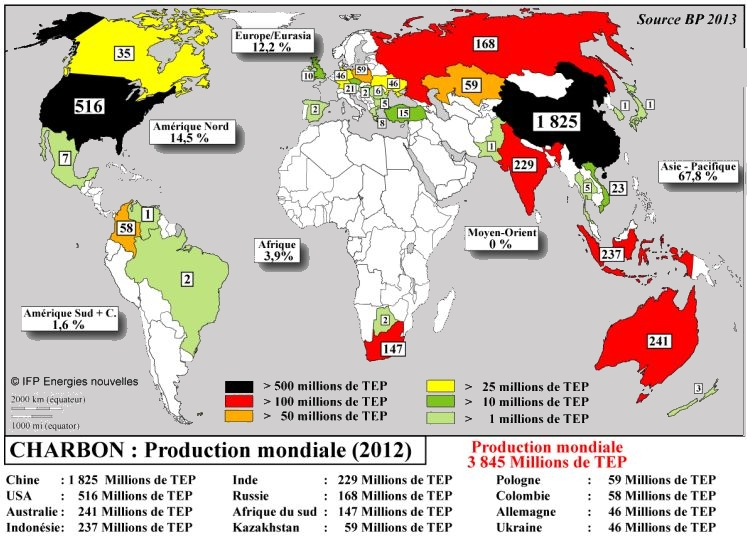 Source BP 2013
Europe/Eurasia
12,2 %
35
168
516
Amérique Nord
14,5 %
10
46
59
46
21
2
6
5
8
15
2
59
1 825
1
1
7
1
229
5
23
Asie - Pacifique
67,8 %
1
58
2
Afrique
3,9%
Moyen-Orient
0 %
237
Amérique Sud + C.
1,6 %
2
147
241
3
© IFP Energies nouvelles
2000 km (equateur)
1000 mi (equator)
> 500 millions de TEP
> 100 millions de TEP
> 50 millions de TEP
> 25 millions de TEP
> 10 millions de TEP
> 1 millions de TEP
CHARBON : Production mondiale (2012)
Production mondiale
3 845 Millions de TEP
Chine : 1 825 Millions de TEP
USA : 516 Millions de TEP
Australie : 241 Millions de TEP
Indonésie: 237 Millions de TEP
Inde : 229 Millions de TEP
Russie : 168 Millions de TEP
Afrique du sud : 147 Millions de TEP
Kazakhstan : 59 Millions de TEP
Pologne : 59 Millions de TEP
Colombie : 58 Millions de TEP
Allemagne : 46 Millions de TEP
Ukraine : 46 Millions de TEP